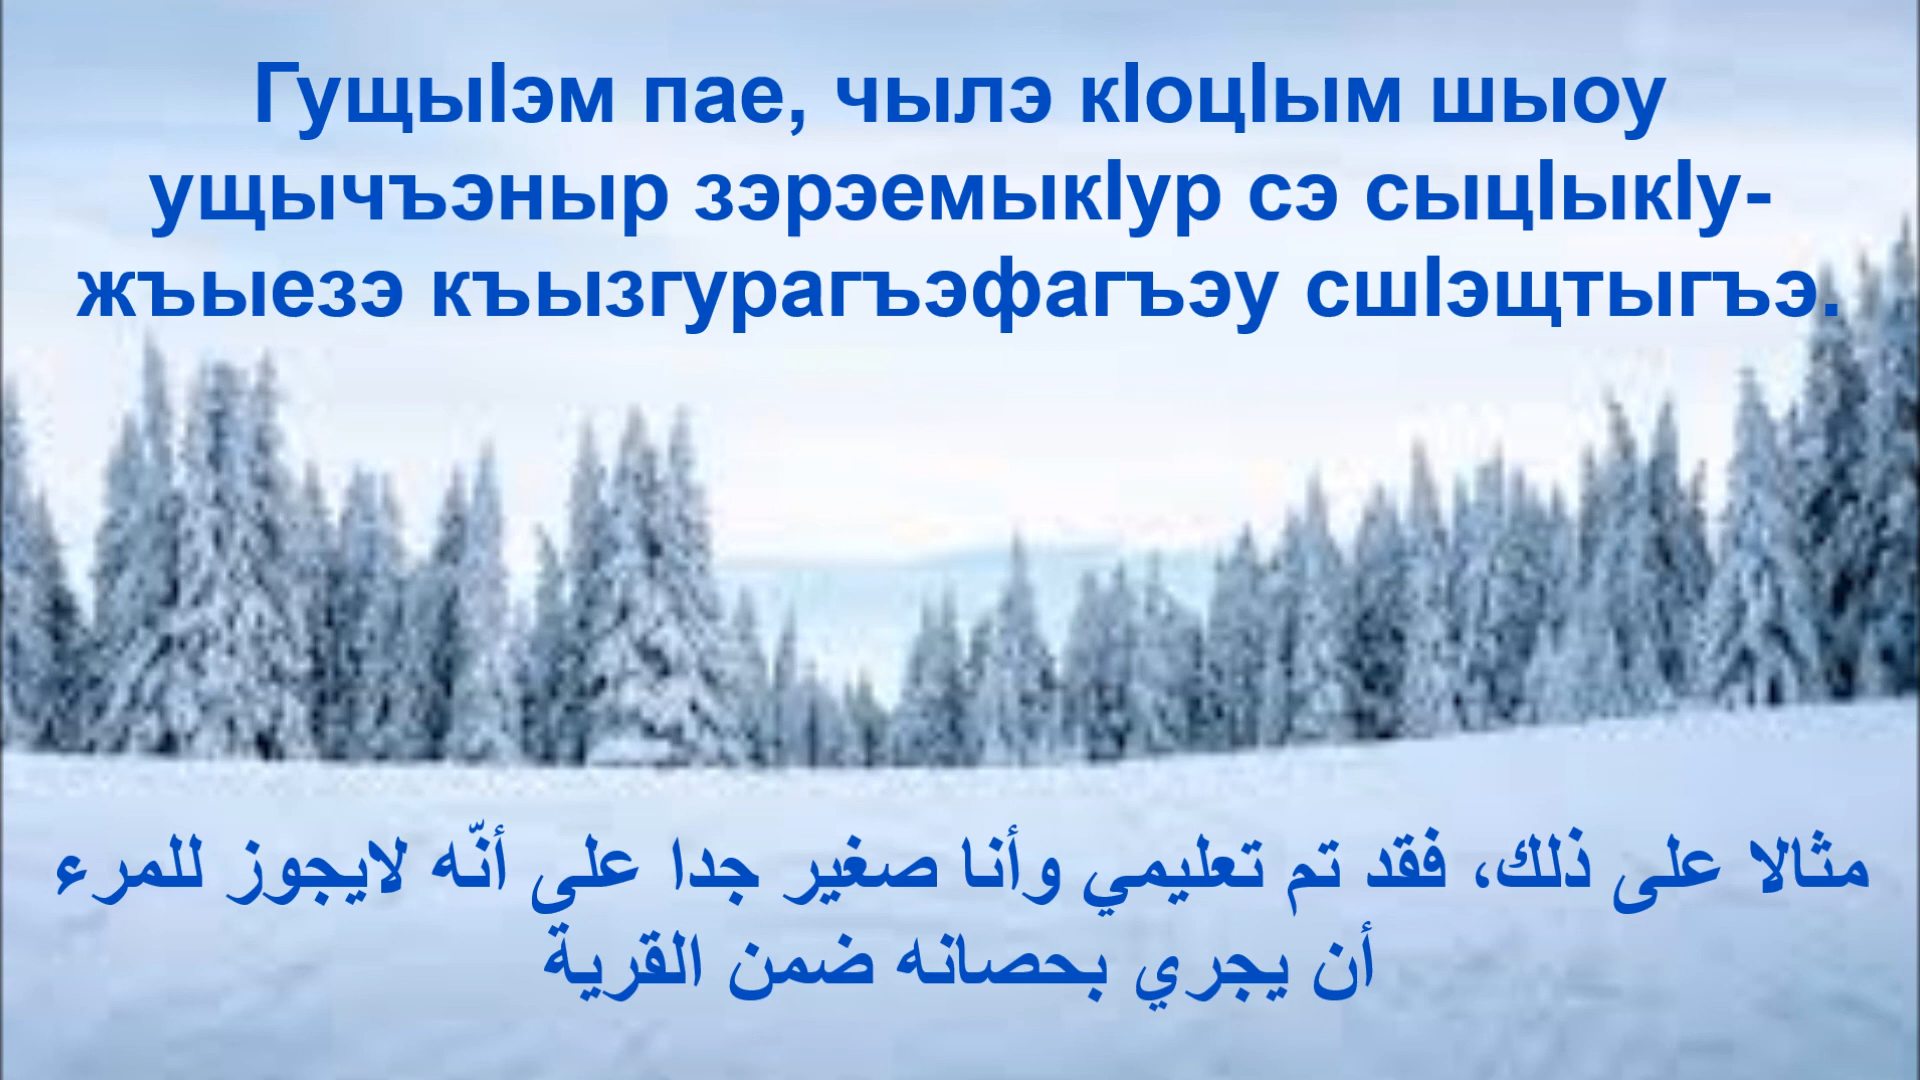 ГущыӀэм пае, чылэ кӀоцӀым шыоу
ущычъэныр зэрэемыкӀур сэ сыцӀыкӀу-
жъыезэ къызгурагъэфагъэу сшӀэщтыгъэ.
مثالا على ذلك، فقد تم تعليمي وأنا صغير جدا على أنّه لايجوز للمرء
أن يجري بحصانه ضمن القرية